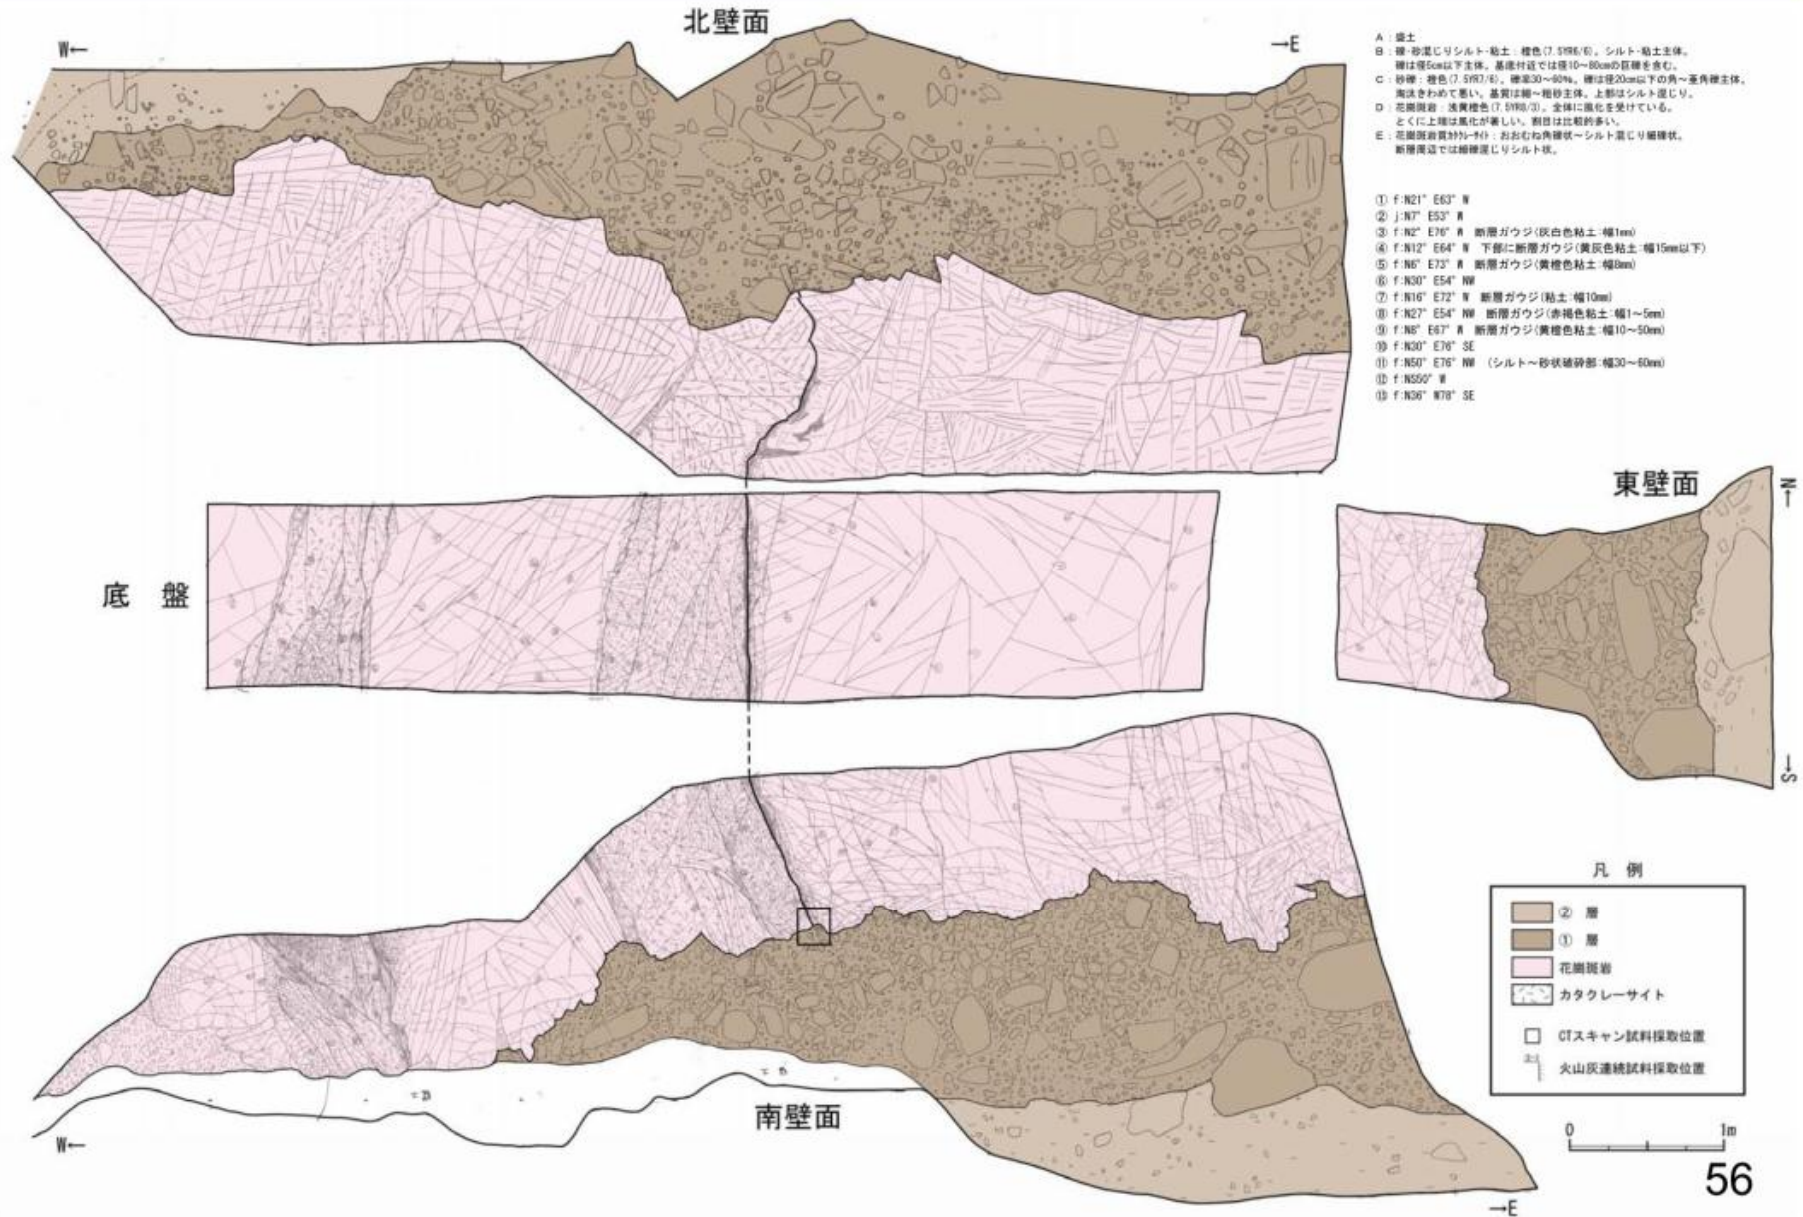 北壁面
W←
→E
A：盛土
B：礫・砂混じりシルト・粘土：橙色(7.5YR6/6)。シルト・粘土主体。
礫は径5cm以下主体。基底付近では径10～80cmの巨礫を含む。
C：砂礫：橙色(7.5YR7/6)。礫率30～60%。礫は径20cm以下の角～亜角礫主体。
淘汰きわめて悪い。基質は細～粗砂主体。上部はシルト混じり。
D：花崗斑岩：浅黄橙色(7.5YR8/3)。全体に風化を受けている。
とくに上端は風化が著しい。割目は比較的多い。
E：花崗斑岩質ｶﾀｸﾚｰｻｲﾄ：おおむね角礫状～シルト混じり細礫状。
断層周辺では細礫混じりシルト状。
① f:N21° E63° W
② j:N7° E53° W
③ f:N2° E76° W 断層ガウジ(灰白色粘土:幅1mm)
④ f:N12° E64° W 下部に断層ガウジ(黄灰色粘土:幅15mm以下)
⑤ f:N6° E73° W 断層ガウジ(黄橙色粘土:幅8mm)
⑥ f:N30° E54° NW
⑦ f:N16° E72° W 断層ガウジ(粘土:幅10mm)
⑧ f:N27° E54° NW 断層ガウジ(赤褐色粘土:幅1～5mm)
⑨ f:N8° E67° W 断層ガウジ(黄橙色粘土:幅10～50mm)
⑩ f:N30° E76° SE
⑪ f:N50° E76° NW (シルト～砂状破砕部:幅30～60mm)
⑫ f:NS50° W
⑬ f:N36° W78° SE
東壁面
N←
→S
底 盤
南壁面
W←
→E
凡 例
② 層
① 層
花崗斑岩
カタクレーサイト
CTスキャン試料採取位置
火山灰連続試料採取位置
0 1m
56